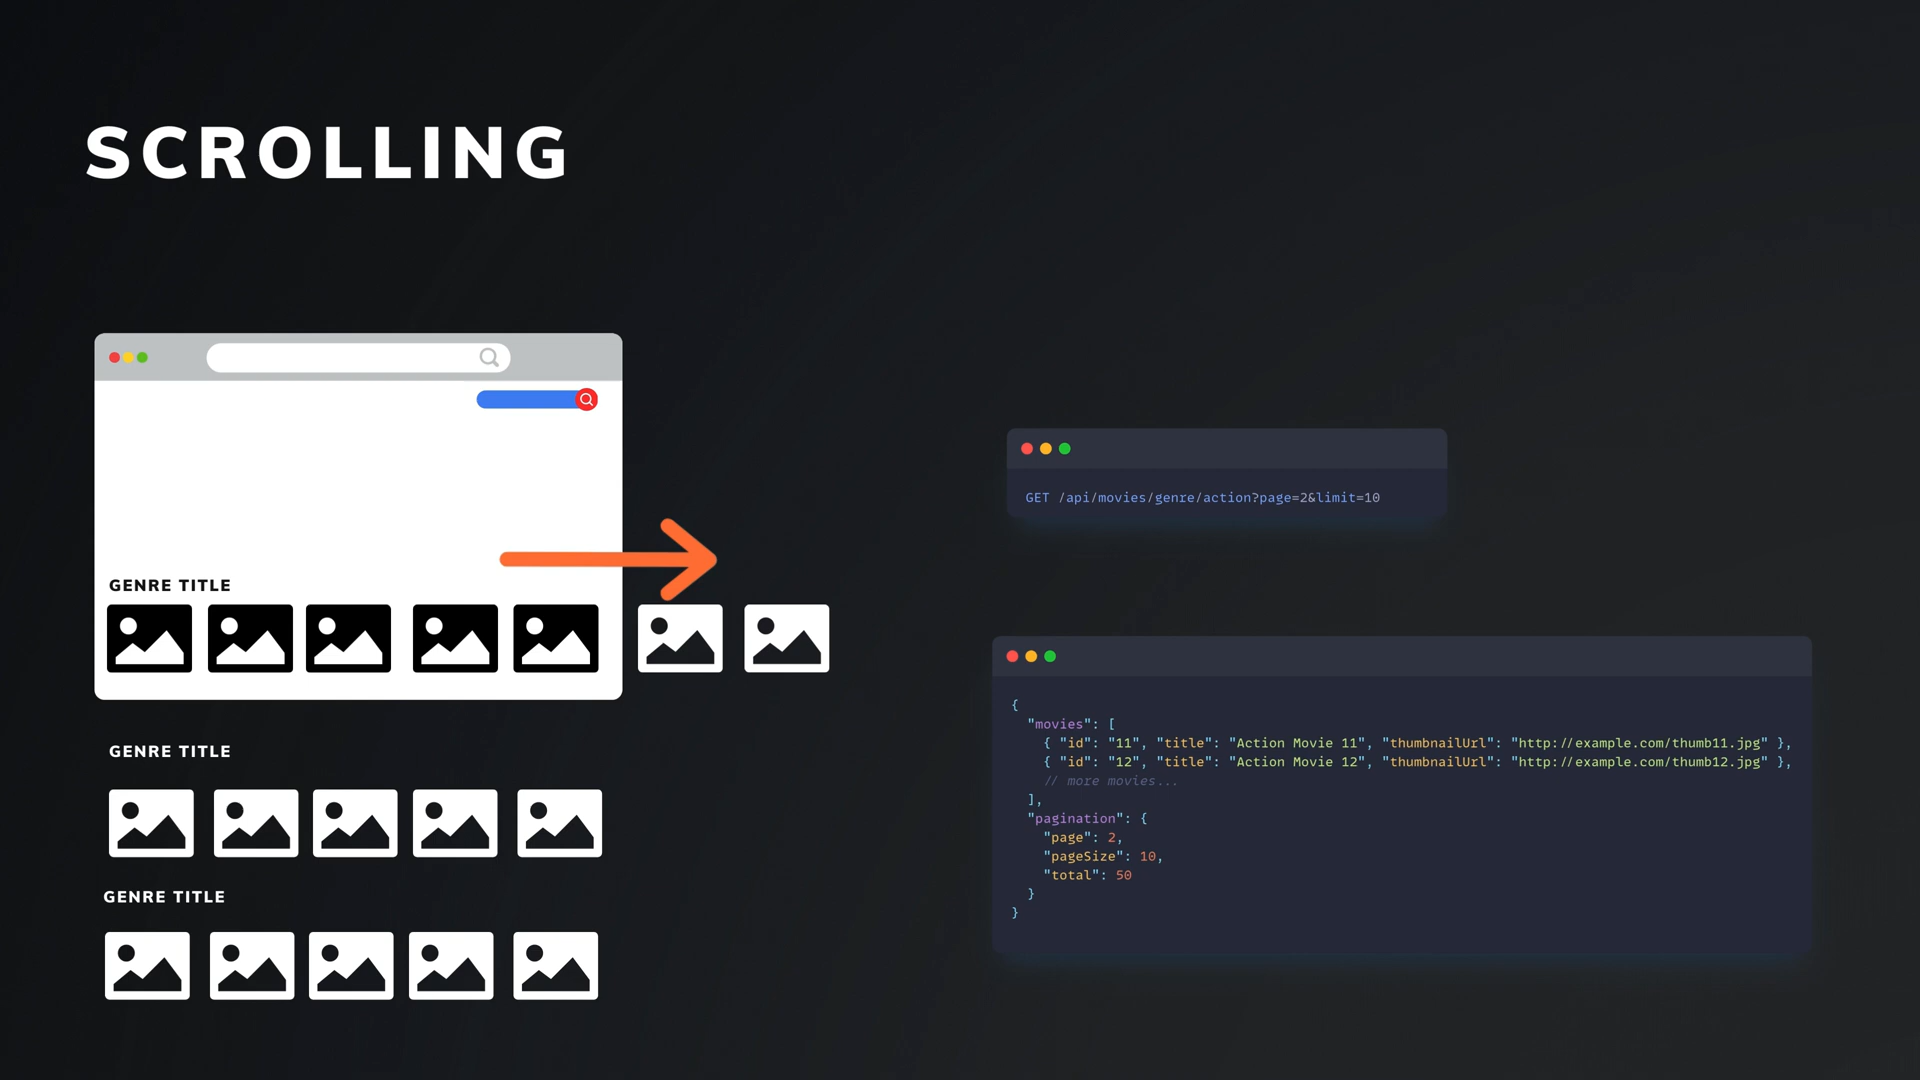 SCROLLING
GENRE TITLE
GENRE TITLE
GENRE TITLE
GET /api/movies/genre/action?page=2&limit=10
{
  "movies": [
    { "id": "11", "title": "Action Movie 11", "thumbnailUrl": "http://example.com/thumb11.jpg" },
    { "id": "12", "title": "Action Movie 12", "thumbnailUrl": "http://example.com/thumb12.jpg" },
    // more movies...
  ],
  "pagination": {
    "page": 2,
    "pageSize": 10,
    "total": 50
  }
}